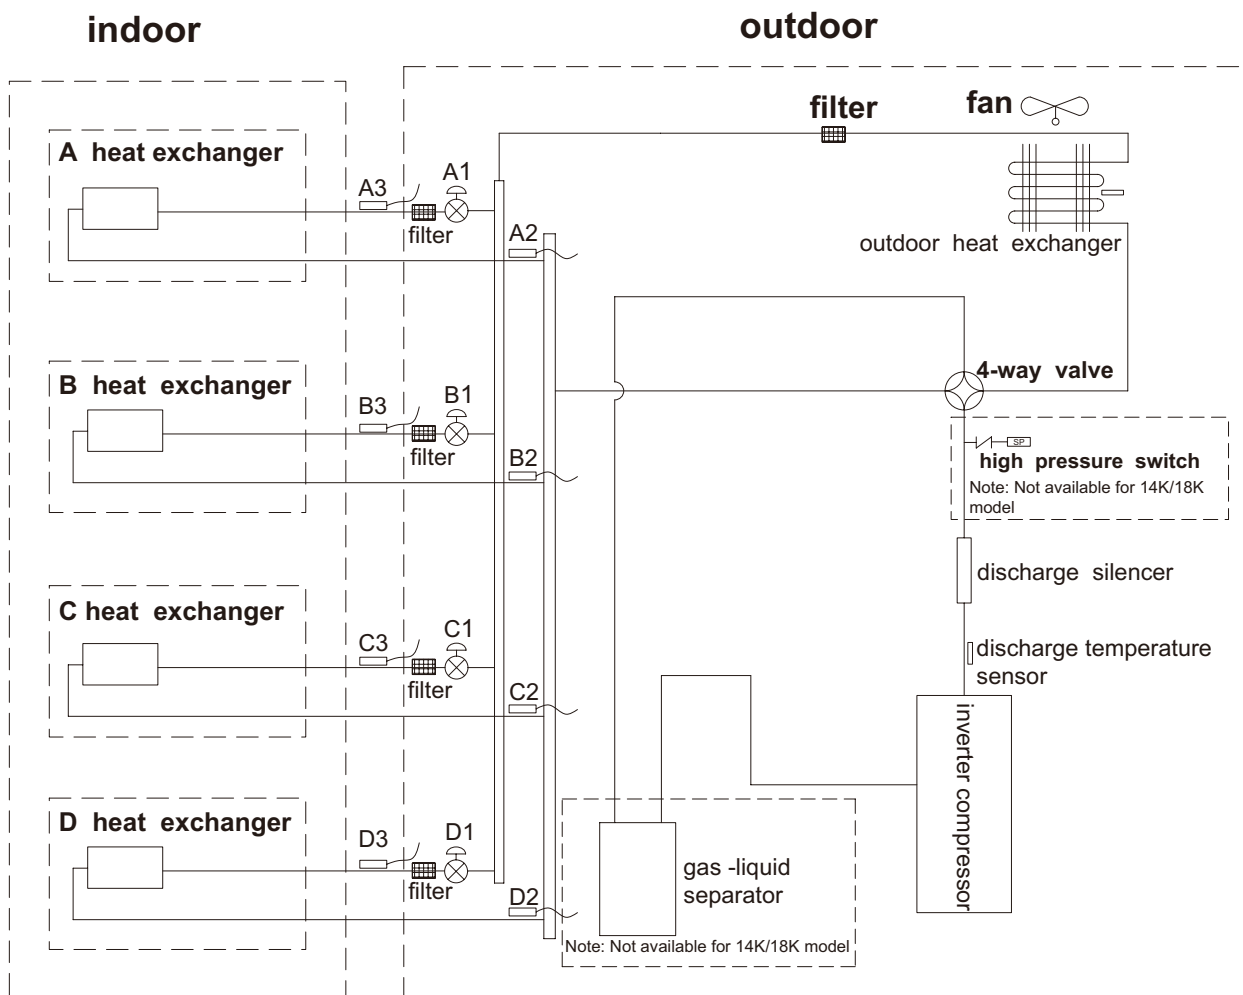 indoor
outdoor
filter
fan
A heat exchanger
A3
A1
filter
A2
outdoor heat exchanger
B heat exchanger
B3
B1
filter
B2
4-way valve
SP
high pressure switch
Note: Not available for 14K/18K
model
discharge silencer
C heat exchanger
C3
C1
filter
C2
discharge temperature
sensor
inverter compressor
D heat exchanger
D3
D1
filter
D2
gas -liquid
separator
Note: Not available for 14K/18K model